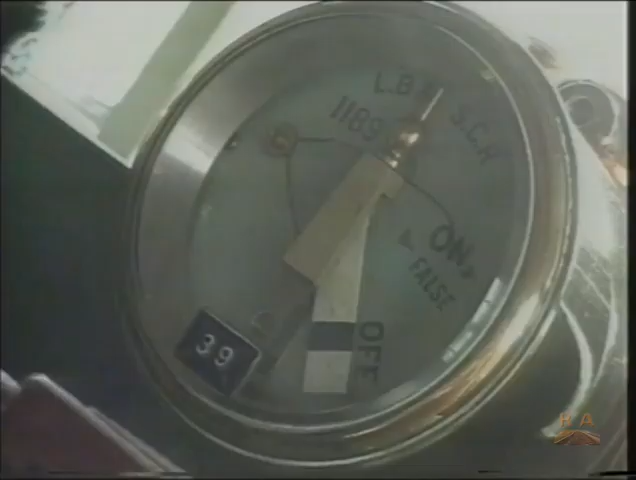 L.B. & S.C.R
1189
ON
FALSE
OFF
39
H A